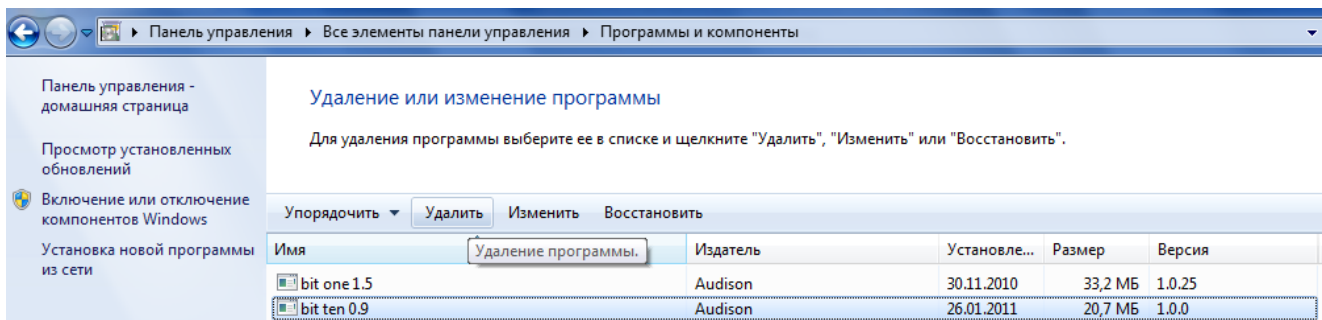 Панель управления ▸ Все элементы панели управления ▸ Программы и компоненты
Панель управления -
домашняя страница
Просмотр установленных
обновлений
Включение или отключение
компонентов Windows
Установка новой программы
из сети
Удаление или изменение программы
Для удаления программы выберите ее в списке и щелкните "Удалить", "Изменить" или "Восстановить".
Упорядочить Удалить Изменить Восстановить
Имя Издатель Установле... Размер Версия
Удаление программы.
bit one 1.5 Audison 30.11.2010 33,2 МБ 1.0.25
bit ten 0.9 Audison 26.01.2011 20,7 МБ 1.0.0